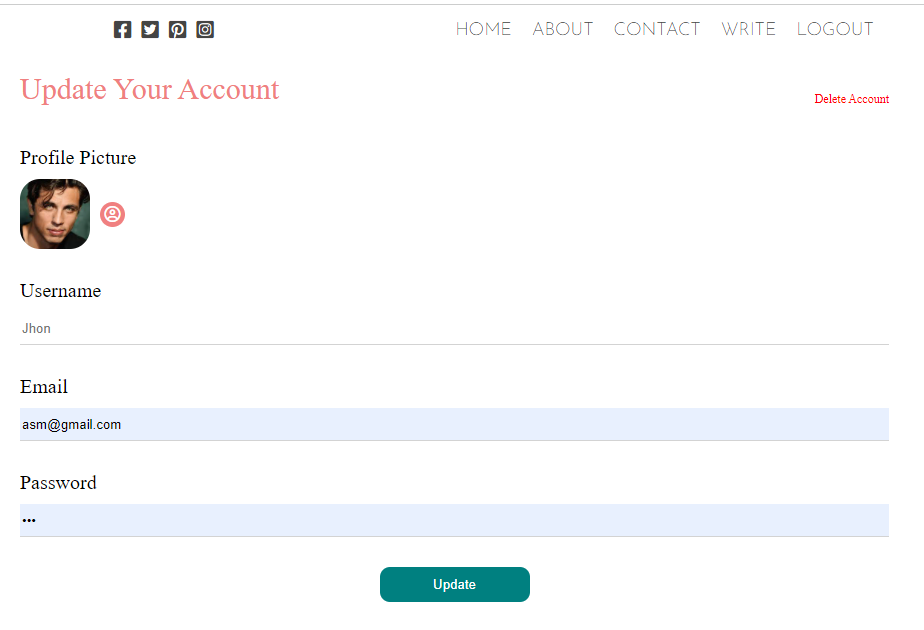 HOME ABOUT CONTACT WRITE LOGOUT
Update Your Account
Delete Account
Profile Picture
Username
Jhon
Email
asm@gmail.com
Password
•••
Update